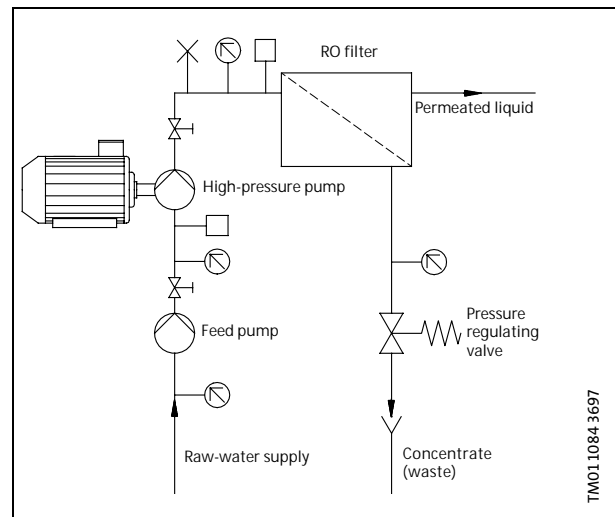 RO filter
Permeated liquid
High-pressure pump
Feed pump
Pressure
regulating
valve
Raw-water supply
Concentrate
(waste)
TM01 1084 3697